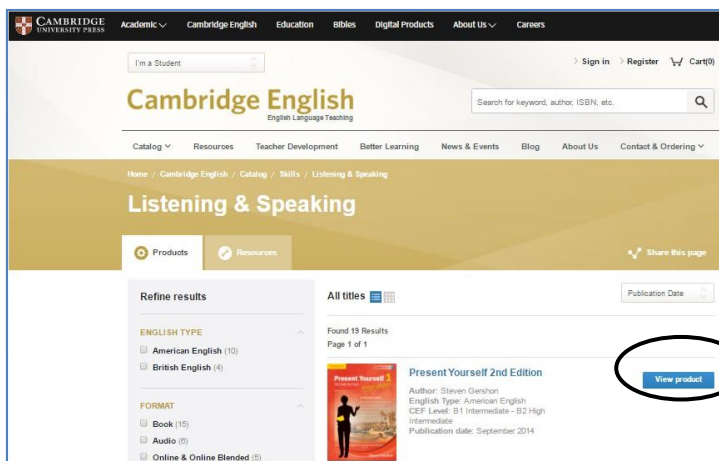 CAMBRIDGE
UNIVERSITY PRESS
Academic Cambridge English Education Bibles Digital Products About Us Careers
I'm a Student
Sign in Register Cart(0)
Cambridge English
English Language Teaching
Search for keyword, author, ISBN, etc.
Catalog Resources Teacher Development Better Learning News & Events Blog About Us Contact & Ordering
Home / Cambridge English / Catalog / Skills / Listening & Speaking
Listening & Speaking
Products Resources Share this page
Refine results
ENGLISH TYPE
American English (10)
British English (4)
FORMAT
Book (15)
Audio (6)
Online & Online Blended (5)
All titles
Publication Date
Found 19 Results
Page 1 of 1
Present Yourself 1
Present Yourself 2nd Edition
View product
Author: Steven Gershon
English Type: American English
CEF Level: B1 Intermediate - B2 High
Intermediate
Publication date: September 2014